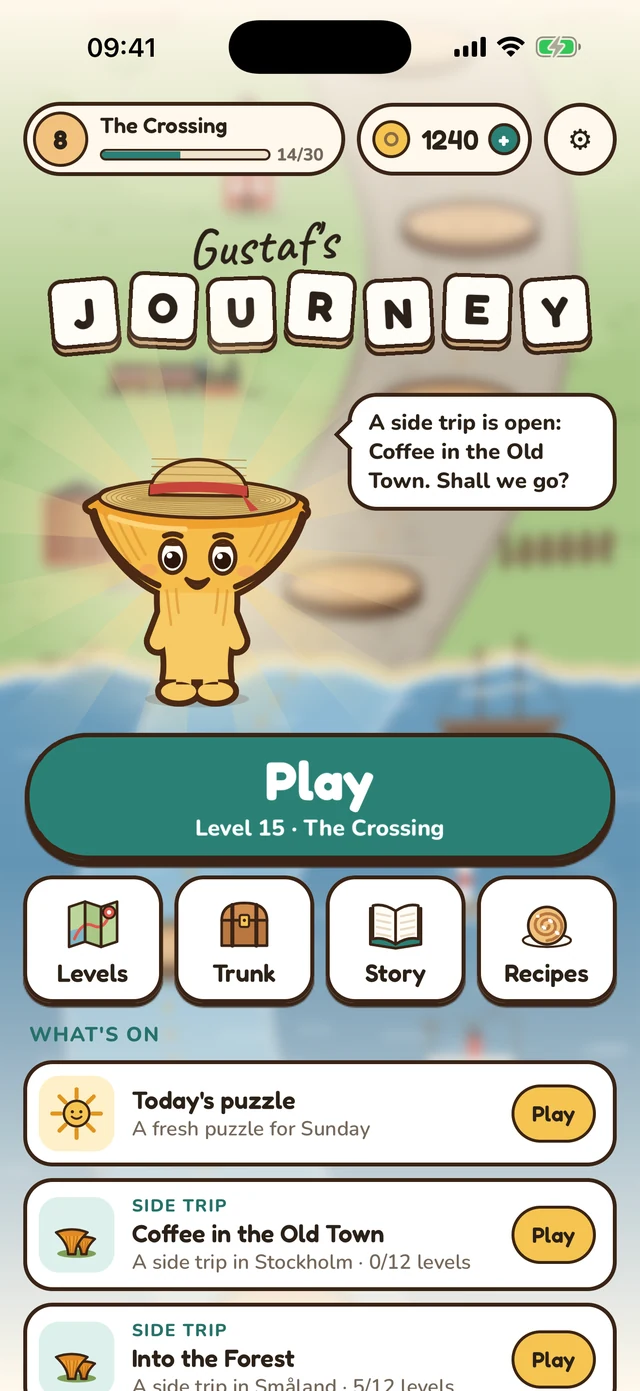 09:41
8
The Crossing
14/30
1240
+
Gustaf's
JOURNEY
A side trip is open:
Coffee in the Old
Town. Shall we go?
Play
Level 15 · The Crossing
Levels
Trunk
Story
Recipes
WHAT'S ON
Today's puzzle
A fresh puzzle for Sunday
Play
SIDE TRIP
Coffee in the Old Town
A side trip in Stockholm · 0/12 levels
Play
SIDE TRIP
Into the Forest
A side trip in Småland · 5/12 levels
Play